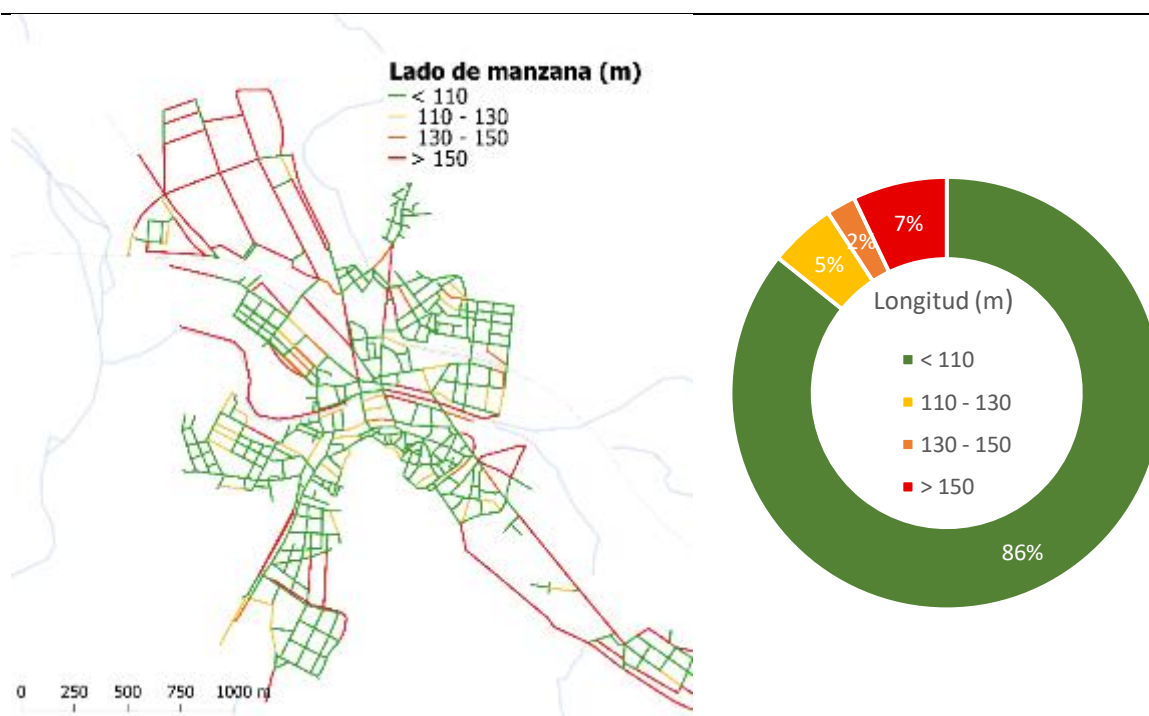 Lado de manzana (m)
< 110
110 - 130
130 - 150
> 150
0 250 500 750 1000 m
7%
2%
5%
Longitud (m)
< 110
110 - 130
130 - 150
> 150
86%